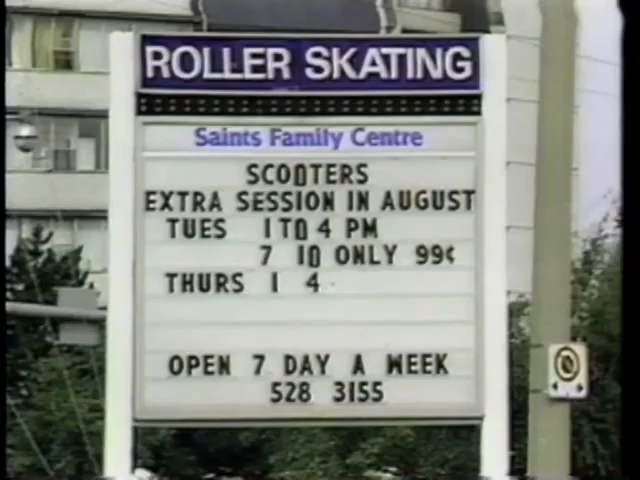 ROLLER SKATING
Saints Family Centre
SCOOTERS
EXTRA SESSION IN AUGUST
TUES 1 TO 4 PM
7 10 ONLY 99¢
THURS 1 4
OPEN 7 DAY A WEEK
528 3155